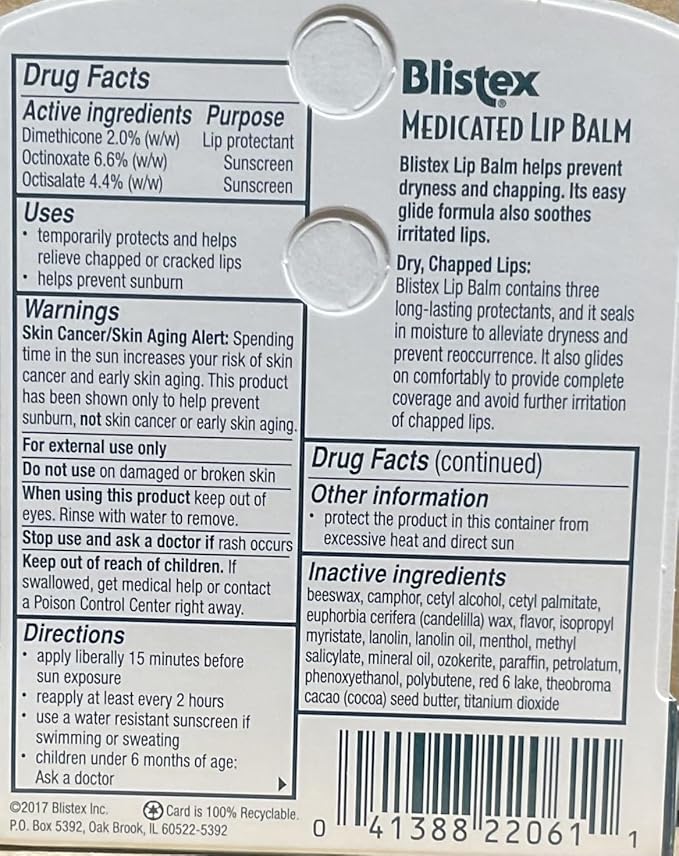 Drug Facts
Active ingredients Purpose
Dimethicone 2.0% (w/w) Lip protectant
Octinoxate 6.6% (w/w) Sunscreen
Octisalate 4.4% (w/w) Sunscreen
Uses
• temporarily protects and helps
relieve chapped or cracked lips
• helps prevent sunburn
Warnings
Skin Cancer/Skin Aging Alert: Spending
time in the sun increases your risk of skin
cancer and early skin aging. This product
has been shown only to help prevent
sunburn, not skin cancer or early skin aging.
For external use only
Do not use on damaged or broken skin
When using this product keep out of
eyes. Rinse with water to remove.
Stop use and ask a doctor if rash occurs
Keep out of reach of children. If
swallowed, get medical help or contact
a Poison Control Center right away.
Directions
• apply liberally 15 minutes before
sun exposure
• reapply at least every 2 hours
• use a water resistant sunscreen if
swimming or sweating
• children under 6 months of age:
Ask a doctor
©2017 Blistex Inc. Card is 100% Recyclable.
P.O. Box 5392, Oak Brook, IL 60522-5392
Blistex®
MEDICATED LIP BALM
Blistex Lip Balm helps prevent
dryness and chapping. Its easy
glide formula also soothes
irritated lips.
Dry, Chapped Lips:
Blistex Lip Balm contains three
long-lasting protectants, and it seals
in moisture to alleviate dryness and
prevent reoccurrence. It also glides
on comfortably to provide complete
coverage and avoid further irritation
of chapped lips.
Drug Facts (continued)
Other information
• protect the product in this container from
excessive heat and direct sun
Inactive ingredients
beeswax, camphor, cetyl alcohol, cetyl palmitate,
euphorbia cerifera (candelilla) wax, flavor, isopropyl
myristate, lanolin, lanolin oil, menthol, methyl
salicylate, mineral oil, ozokerite, paraffin, petrolatum,
phenoxyethanol, polybutene, red 6 lake, theobroma
cacao (cocoa) seed butter, titanium dioxide
0 41388 22061 1